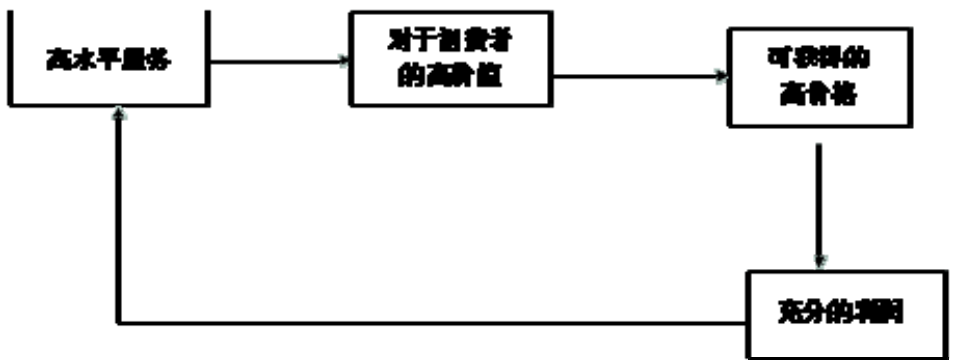 高水平服务
对于消费者
的高价值
可获得的
高价格
充分的利润